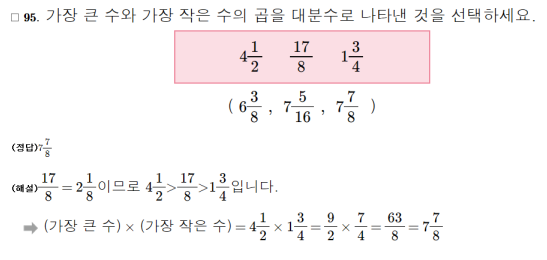 □ 95. 가장 큰 수와 가장 작은 수의 곱을 대분수로 나타낸 것을 선택하세요.
4 1/2 17/8 1 3/4
( 6 3/8 , 7 5/16 , 7 7/8 )
(정답) 7 7/8
(해설) 17/8 = 2 1/8 이므로 4 1/2 > 17/8 > 1 3/4 입니다.
➡ (가장 큰 수) × (가장 작은 수) = 4 1/2 × 1 3/4 = 9/2 × 7/4 = 63/8 = 7 7/8